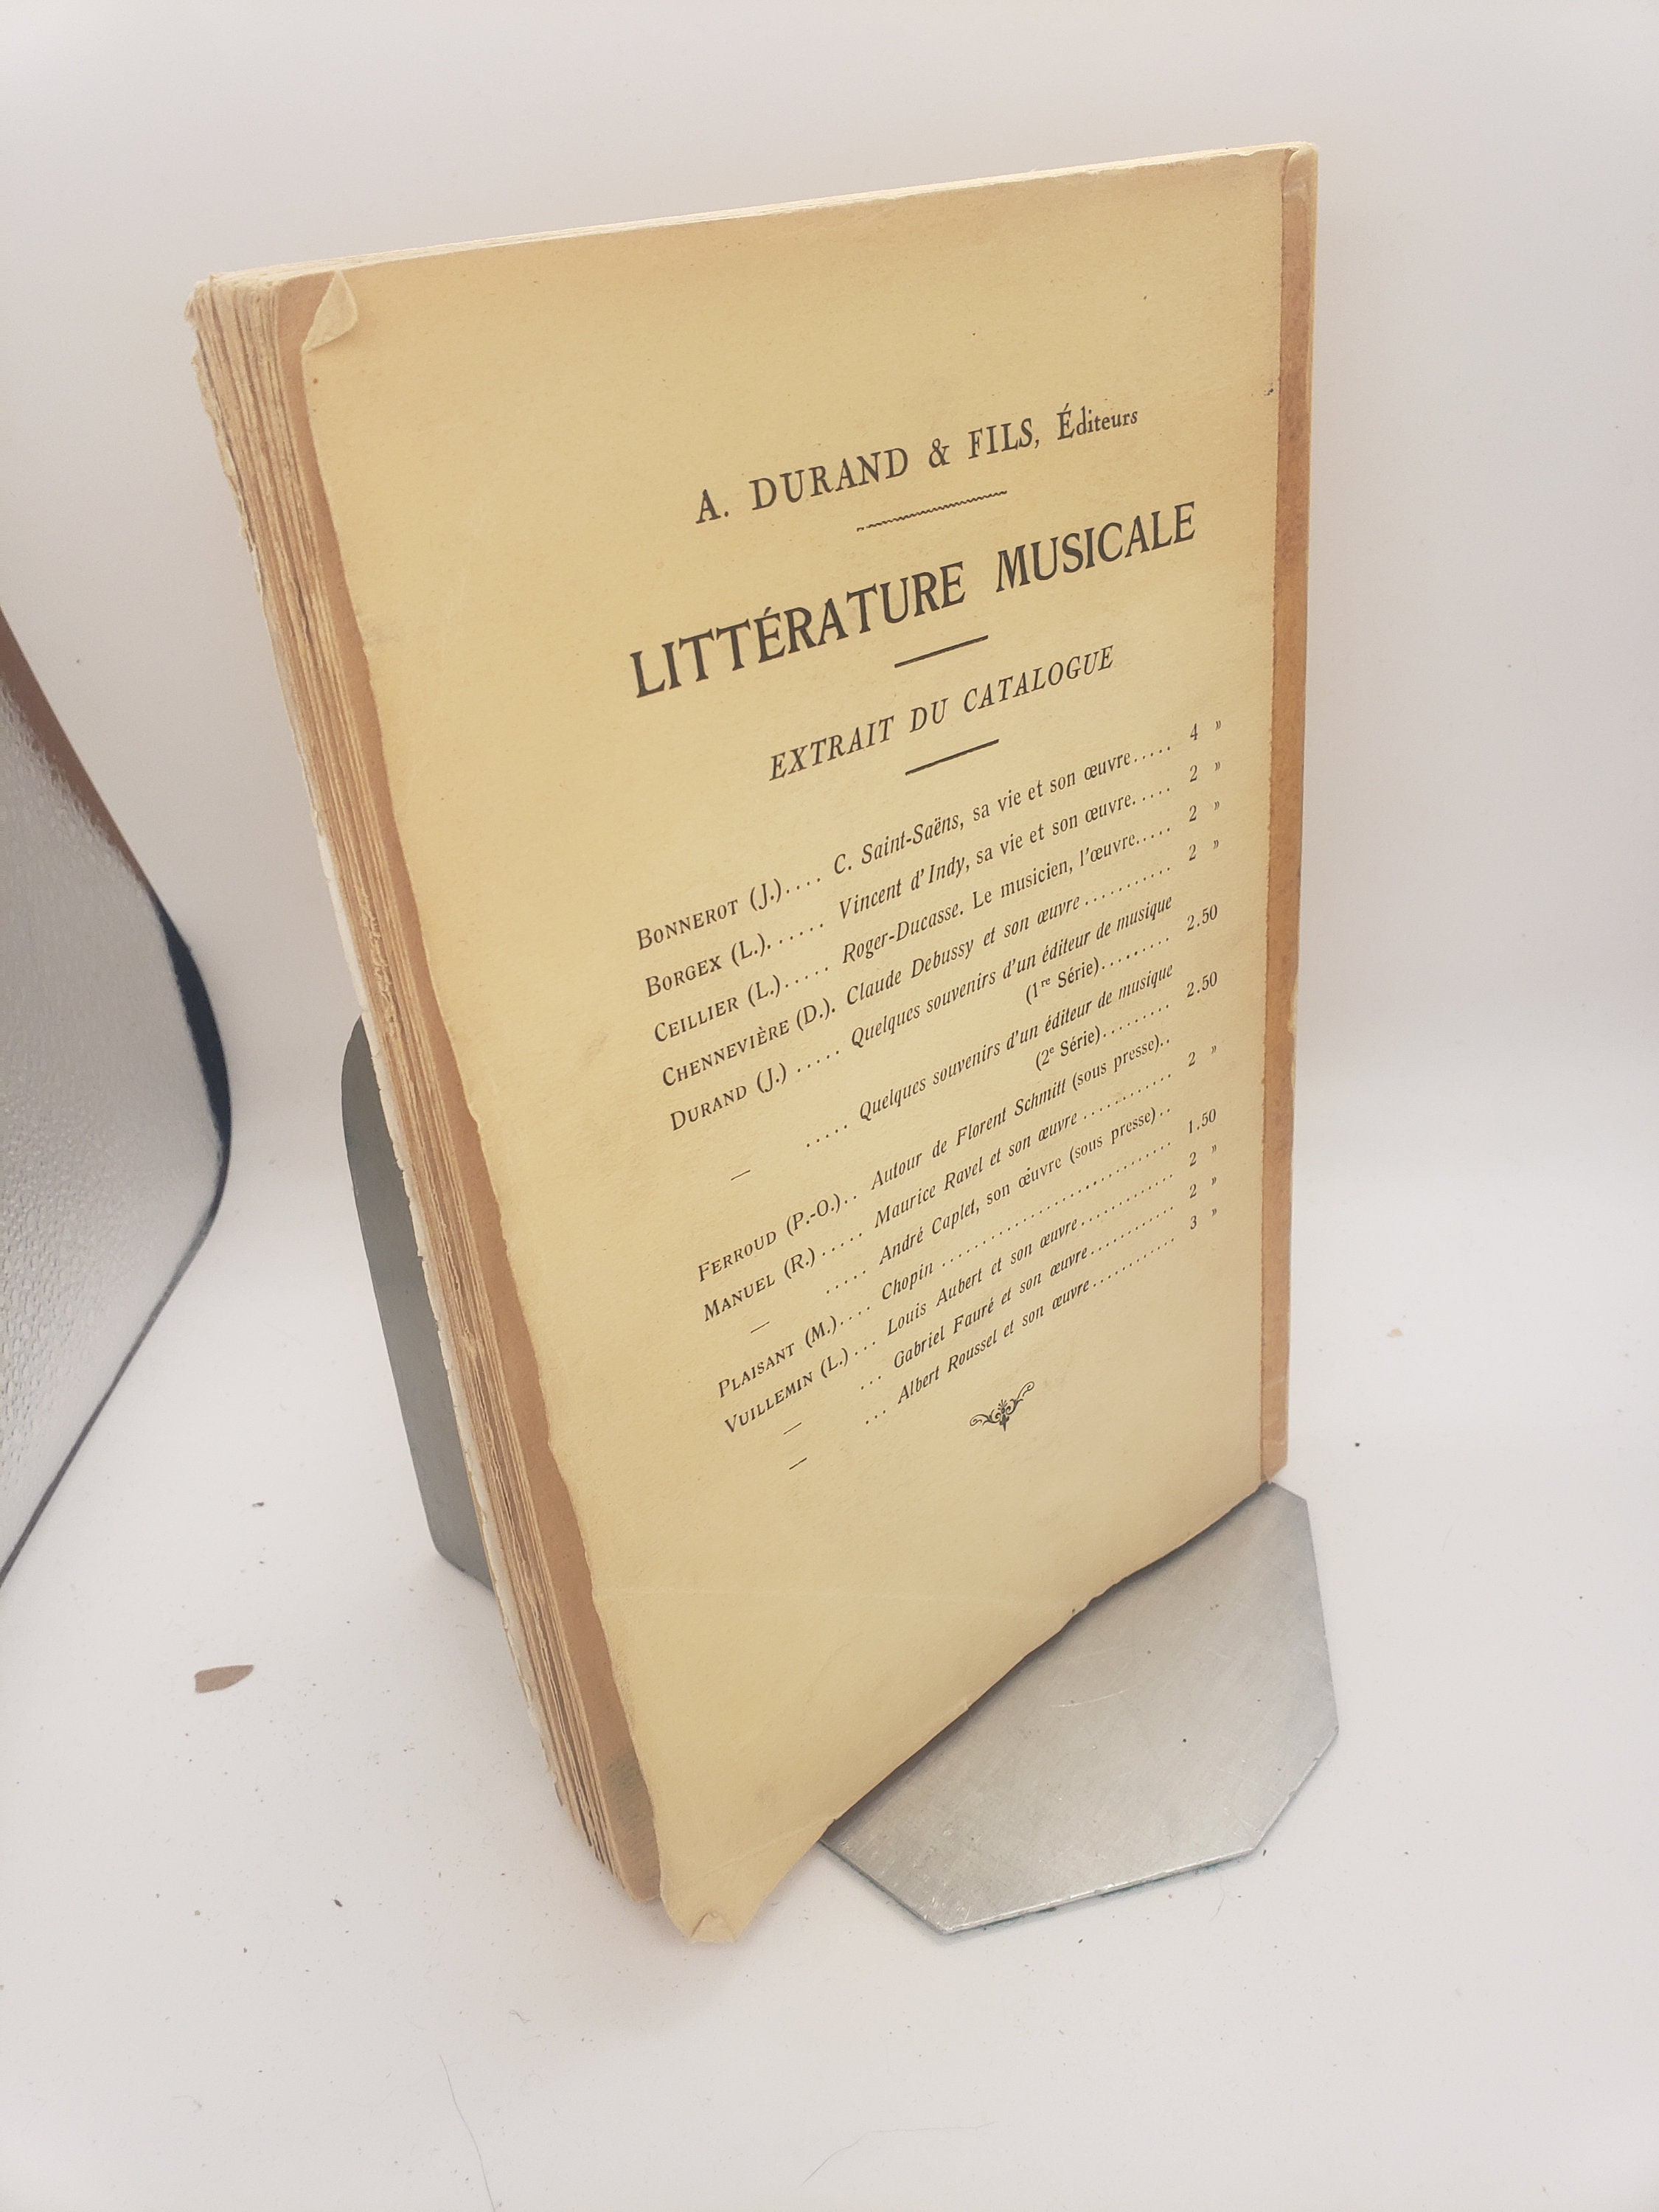 A. DURAND & FILS, Éditeurs
LITTÉRATURE MUSICALE
EXTRAIT DU CATALOGUE
BONNEROT (J.).... C. Saint-Saëns, sa vie et son œuvre..... 4 »
BORGEX (L.)...... Vincent d'Indy, sa vie et son œuvre..... 2 »
CEILLIER (L.)..... Roger-Ducasse. Le musicien, l'œuvre..... 2 »
CHENNEVIÈRE (D.). Claude Debussy et son œuvre ........... 2 »
DURAND (J.) ..... Quelques souvenirs d'un éditeur de musique
(1re Série)......... 2.50
— ..... Quelques souvenirs d'un éditeur de musique
(2e Série)......... 2.50
FERROUD (P.-O.).. Autour de Florent Schmitt (sous presse)..
MANUEL (R.) ..... Maurice Ravel et son œuvre ........... 2 »
— ..... André Caplet, son œuvre (sous presse)..
PLAISANT (M.).... Chopin ............................ 1.50
VUILLEMIN (L.) ... Louis Aubert et son œuvre ............ 2 »
— ... Gabriel Fauré et son œuvre........... 2 »
— ... Albert Roussel et son œuvre........... 3 »